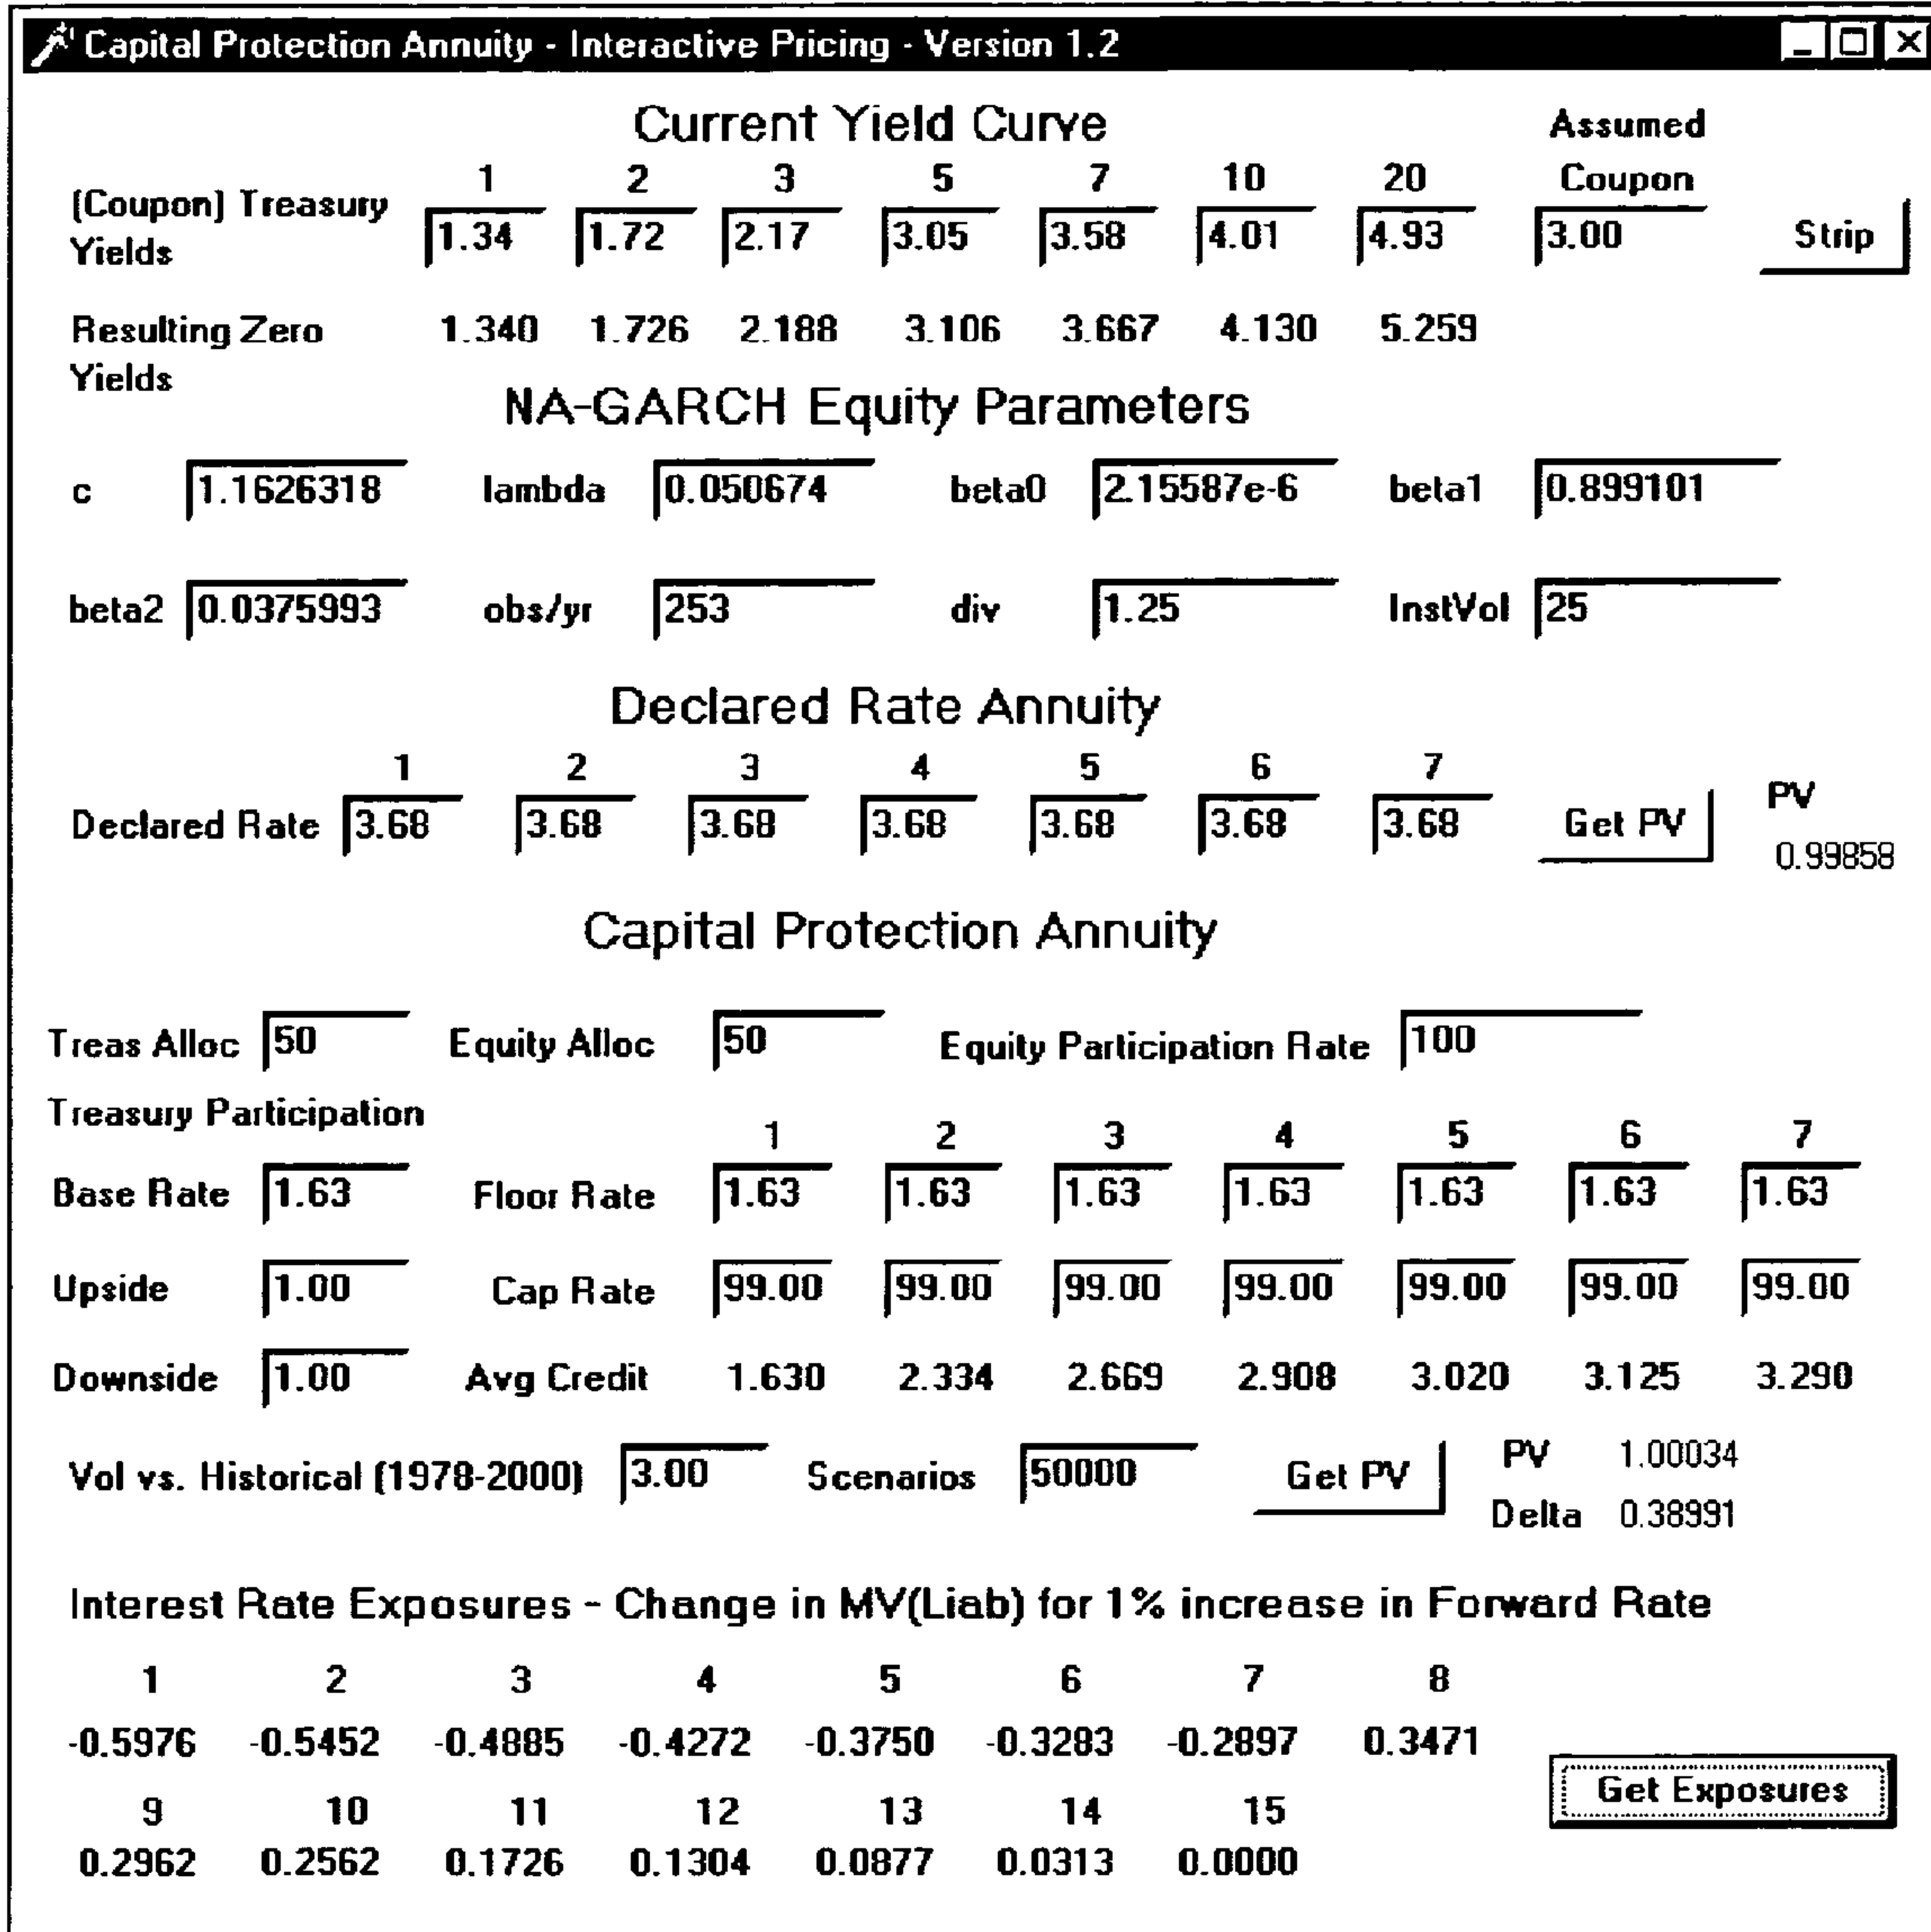 Capital Protection Annuity - Interactive Pricing - Version 1.2
Current Yield Curve Assumed
1 2 3 5 7 10 20 Coupon
(Coupon) Treasury
Yields 1.34 1.72 2.17 3.05 3.58 4.01 4.93 3.00 Strip
Resulting Zero 1.340 1.726 2.188 3.106 3.667 4.130 5.259
Yields
NA-GARCH Equity Parameters
c 1.1626318 lambda 0.050674 beta0 2.15587e-6 beta1 0.899101
beta2 0.0375993 obs/yr 253 div 1.25 InstVol 25
Declared Rate Annuity
1 2 3 4 5 6 7 PV
Declared Rate 3.68 3.68 3.68 3.68 3.68 3.68 3.68 Get PV
0.99858
Capital Protection Annuity
Treas Alloc 50 Equity Alloc 50 Equity Participation Rate 100
Treasury Participation
1 2 3 4 5 6 7
Base Rate 1.63 Floor Rate 1.63 1.63 1.63 1.63 1.63 1.63 1.63
Upside 1.00 Cap Rate 99.00 99.00 99.00 99.00 99.00 99.00 99.00
Downside 1.00 Avg Credit 1.630 2.334 2.669 2.908 3.020 3.125 3.290
Vol vs. Historical (1978-2000) 3.00 Scenarios 50000 Get PV PV 1.00034
Delta 0.38991
Interest Rate Exposures - Change in MV(Liab) for 1% increase in Forward Rate
1 2 3 4 5 6 7 8
-0.5976 -0.5452 -0.4885 -0.4272 -0.3750 -0.3283 -0.2897 0.3471
Get Exposures
9 10 11 12 13 14 15
0.2962 0.2562 0.1726 0.1304 0.0877 0.0313 0.0000